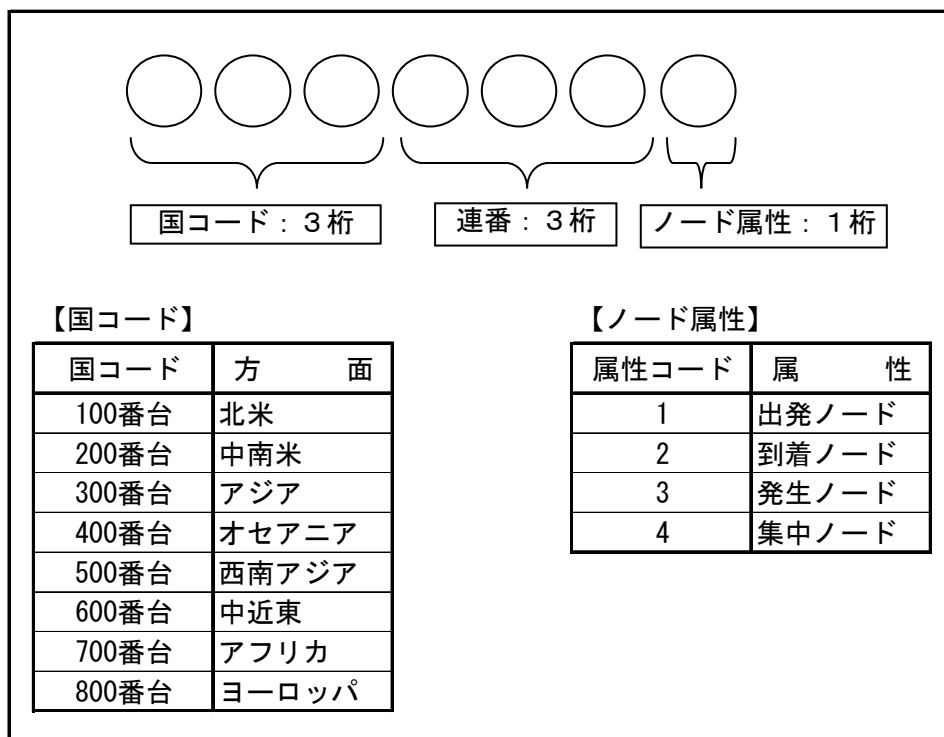 国コード：３桁 連番：３桁 ノード属性：１桁
【国コード】 【ノード属性】
国コード 方 面 属性コード 属 性
100番台 北米 1 出発ノード
200番台 中南米 2 到着ノード
300番台 アジア 3 発生ノード
400番台 オセアニア 4 集中ノード
500番台 西南アジア
600番台 中近東
700番台 アフリカ
800番台 ヨーロッパ